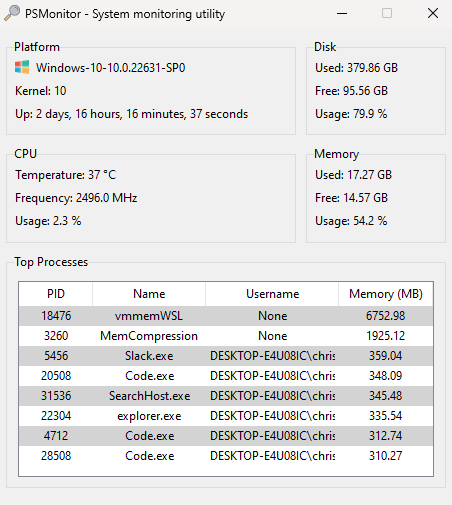 PSMonitor - System monitoring utility
Platform
Windows-10-10.0.22631-SP0
Kernel: 10
Up: 2 days, 16 hours, 16 minutes, 37 seconds
Disk
Used: 379.86 GB
Free: 95.56 GB
Usage: 79.9 %
CPU
Temperature: 37 °C
Frequency: 2496.0 MHz
Usage: 2.3 %
Memory
Used: 17.27 GB
Free: 14.57 GB
Usage: 54.2 %
Top Processes
PID Name Username Memory (MB)
18476 vmmemWSL None 6752.98
3260 MemCompression None 1925.12
5456 Slack.exe DESKTOP-E4U08IC\chris 359.04
20508 Code.exe DESKTOP-E4U08IC\chris 348.09
31536 SearchHost.exe DESKTOP-E4U08IC\chris 345.48
22304 explorer.exe DESKTOP-E4U08IC\chris 335.54
4712 Code.exe DESKTOP-E4U08IC\chris 312.74
28508 Code.exe DESKTOP-E4U08IC\chris 310.27